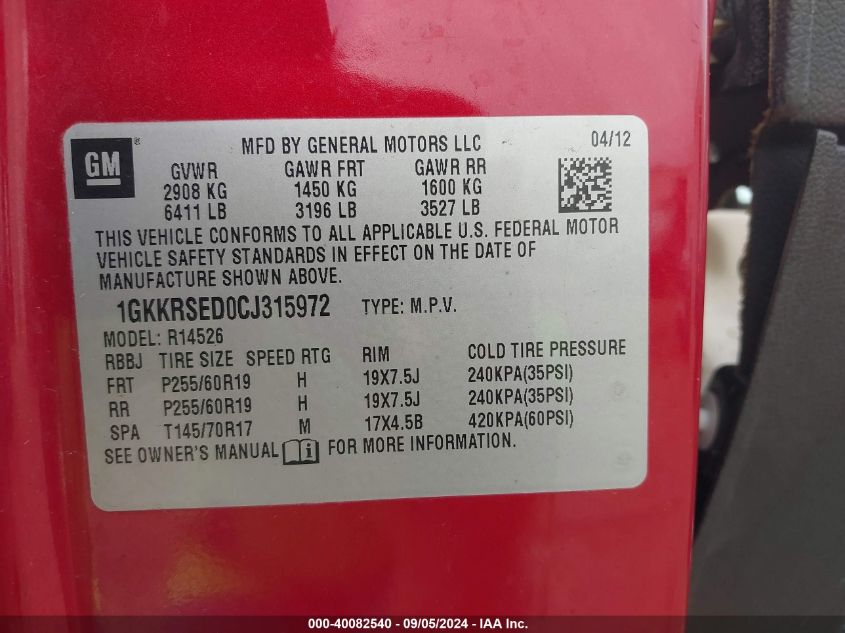 GM
MFD BY GENERAL MOTORS LLC 04/12
GVWR GAWR FRT GAWR RR
2908 KG 1450 KG 1600 KG
6411 LB 3196 LB 3527 LB
THIS VEHICLE CONFORMS TO ALL APPLICABLE U.S. FEDERAL MOTOR
VEHICLE SAFETY STANDARDS IN EFFECT ON THE DATE OF
MANUFACTURE SHOWN ABOVE.
1GKKRSED0CJ315972 TYPE: M.P.V.
MODEL: R14526
RBBJ TIRE SIZE SPEED RTG RIM COLD TIRE PRESSURE
FRT P255/60R19 H 19X7.5J 240KPA(35PSI)
RR P255/60R19 H 19X7.5J 240KPA(35PSI)
SPA T145/70R17 M 17X4.5B 420KPA(60PSI)
SEE OWNER'S MANUAL i FOR MORE INFORMATION.
000-40082540 - 09/05/2024 - IAA Inc.